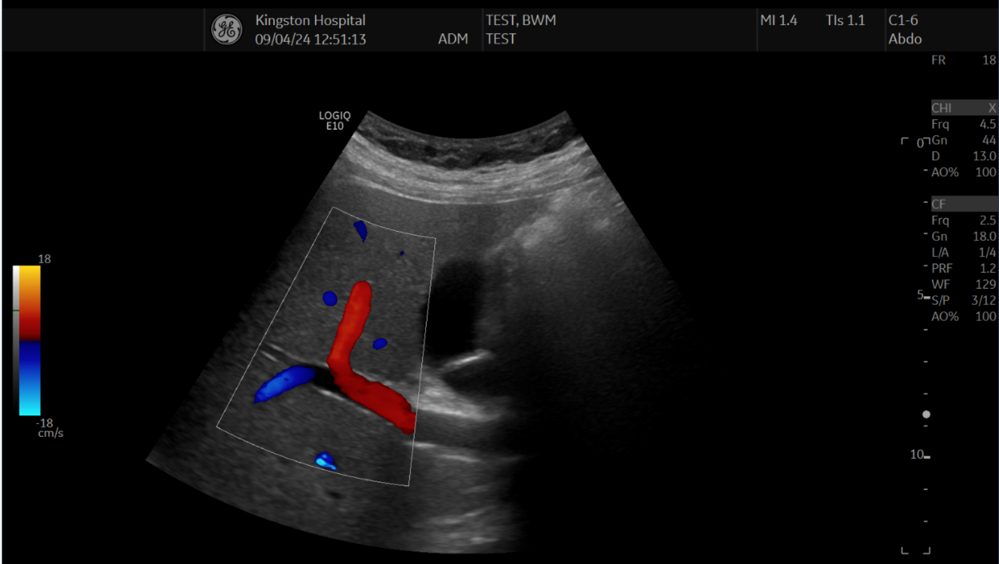 Kingston Hospital
09/04/24 12:51:13 ADM
TEST, BWM
TEST
MI 1.4 TIs 1.1
C1-6
Abdo
FR 18
LOGIQ
E10
CHI X
Frq 4.5
0 Gn 44
D 13.0
AO% 100
CF
Frq 2.5
Gn 18.0
L/A 1/4
PRF 1.2
WF 129
5 S/P 3/12
AO% 100
18
-18
cm/s
10